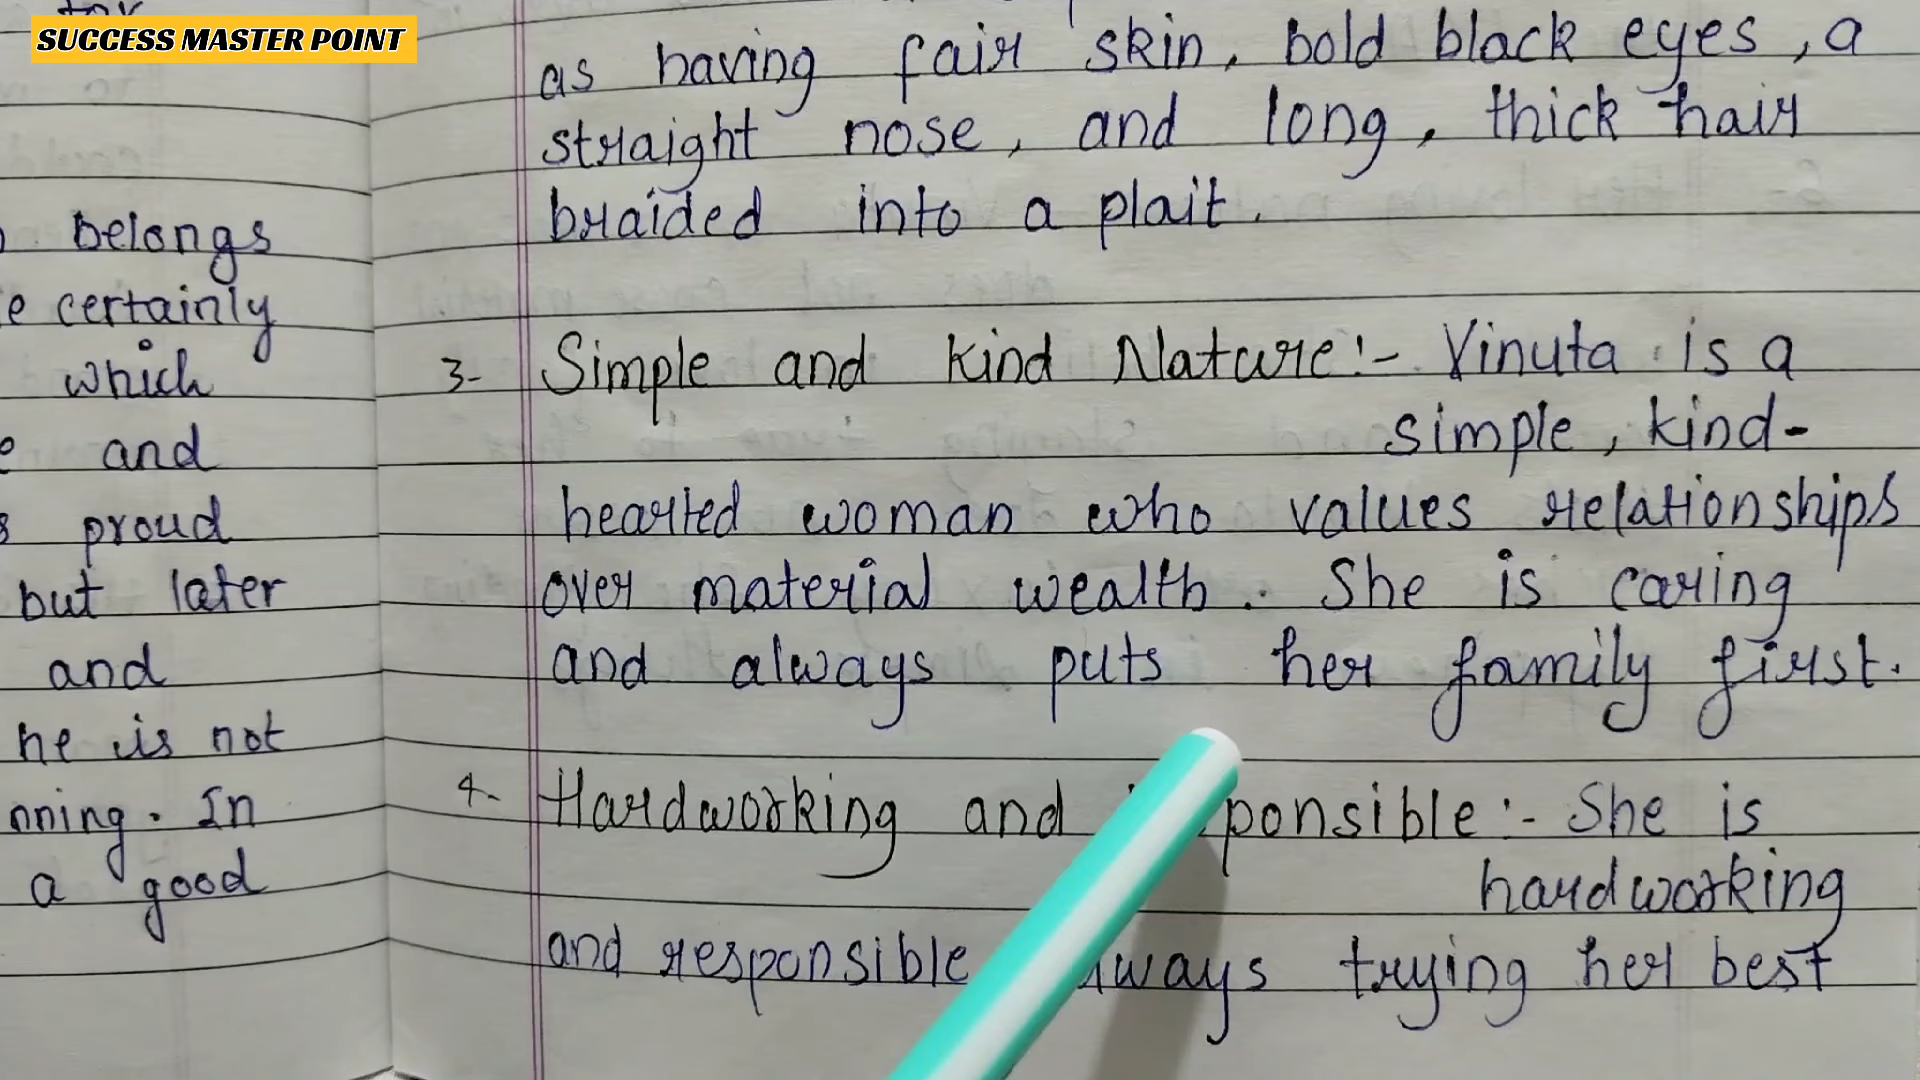 SUCCESS MASTER POINT
belongs
e certainly
which
and
proud
but later
and
he is not
nning. In
a good
as having fair skin, bold black eyes, a
straight nose, and long, thick hair
braided into a plait.
3- Simple and kind Nature:- Vinuta is a
simple, kind-
hearted woman who values relationships
over material wealth. She is caring
and always puts her family first.
4- Hardworking and ponsible:- She is
hardworking
and responsible ways trying her best